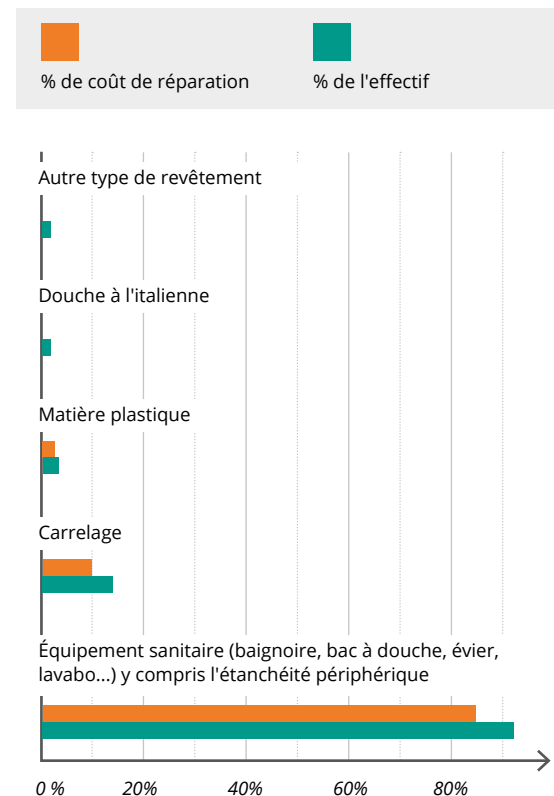 % de coût de réparation
% de l'effectif
Autre type de revêtement
Douche à l'italienne
Matière plastique
Carrelage
Équipement sanitaire (baignoire, bac à douche, évier,
lavabo...) y compris l'étanchéité périphérique
0 % 20% 40% 60% 80%